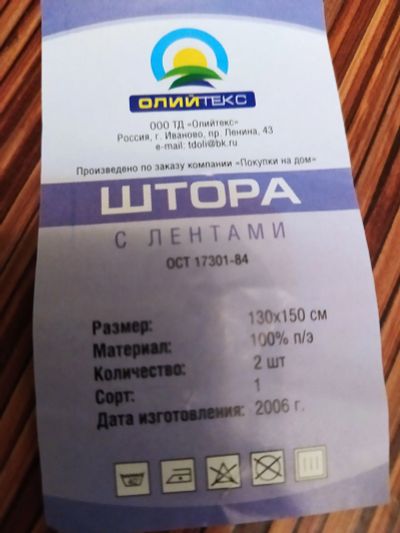 ОЛИЙТЕКС
ООО ТД «Олийтекс»
Россия, г. Иваново, пр. Ленина, 43
e-mail: tdoli@bk.ru
Произведено по заказу компании «Покупки на дом»
ШТОРА
С ЛЕНТАМИ
ОСТ 17301-84
Размер: 130х150 см
Материал: 100% п/э
Количество: 2 шт
Сорт: 1
Дата изготовления: 2006 г.